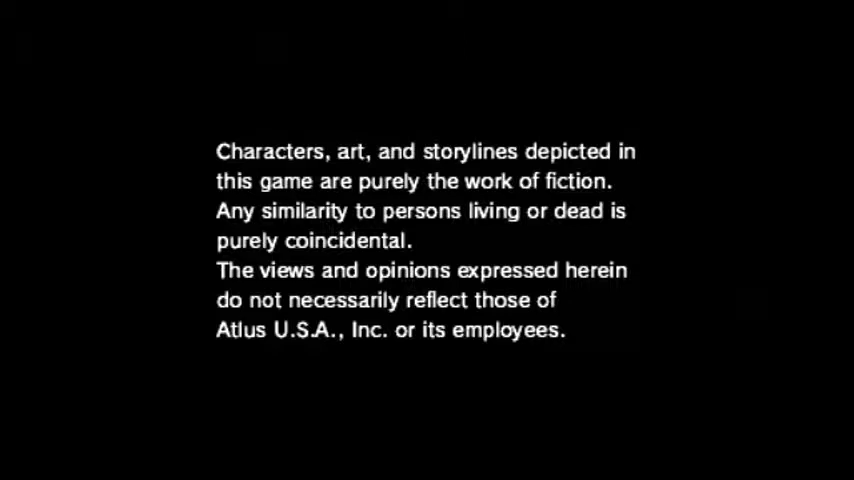 Characters, art, and storylines depicted in
this game are purely the work of fiction.
Any similarity to persons living or dead is
purely coincidental.
The views and opinions expressed herein
do not necessarily reflect those of
Atlus U.S.A., Inc. or its employees.